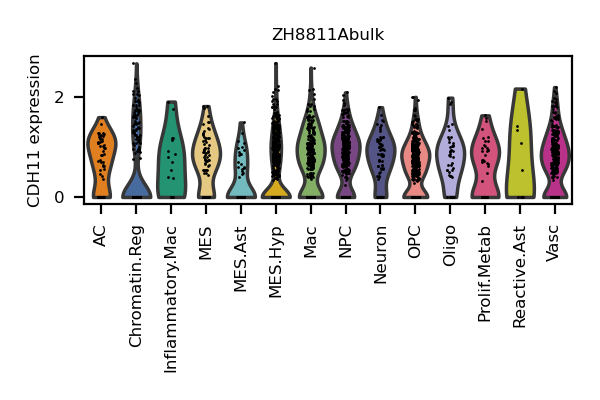 ZH8811Abulk
CDH11 expression
2
0
AC
Chromatin.Reg
Inflammatory.Mac
MES
MES.Ast
MES.Hyp
Mac
NPC
Neuron
OPC
Oligo
Prolif.Metab
Reactive.Ast
Vasc